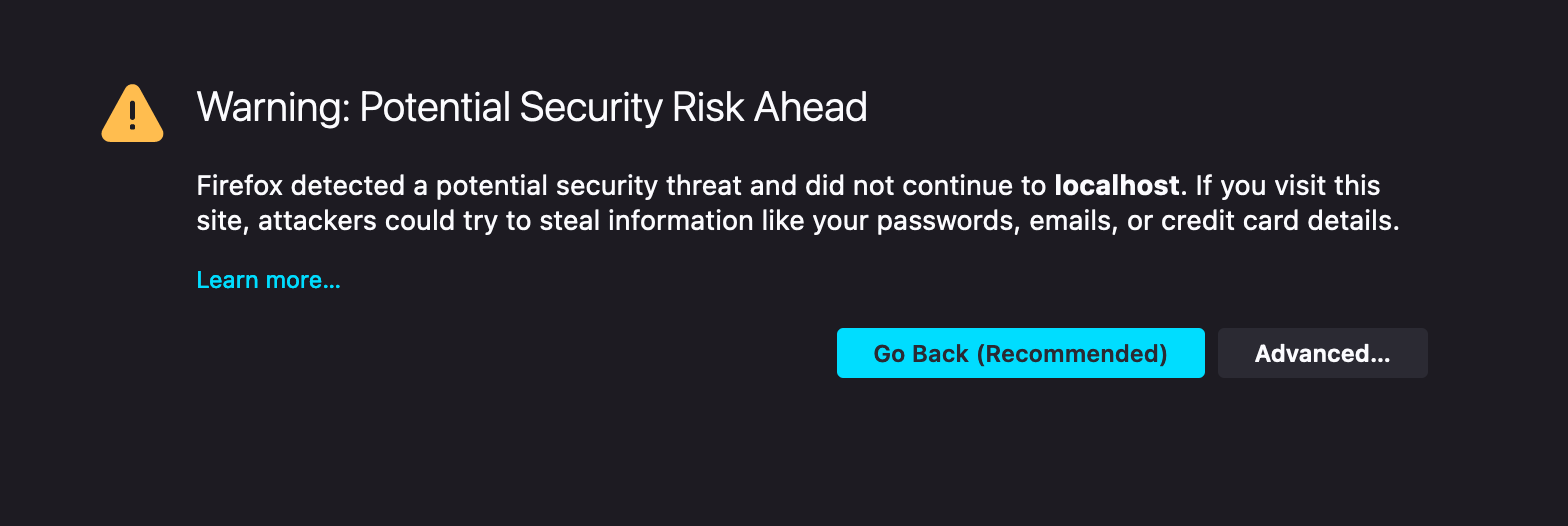 Warning: Potential Security Risk Ahead
Firefox detected a potential security threat and did not continue to localhost. If you visit this
site, attackers could try to steal information like your passwords, emails, or credit card details.
Learn more...
Go Back (Recommended)
Advanced...